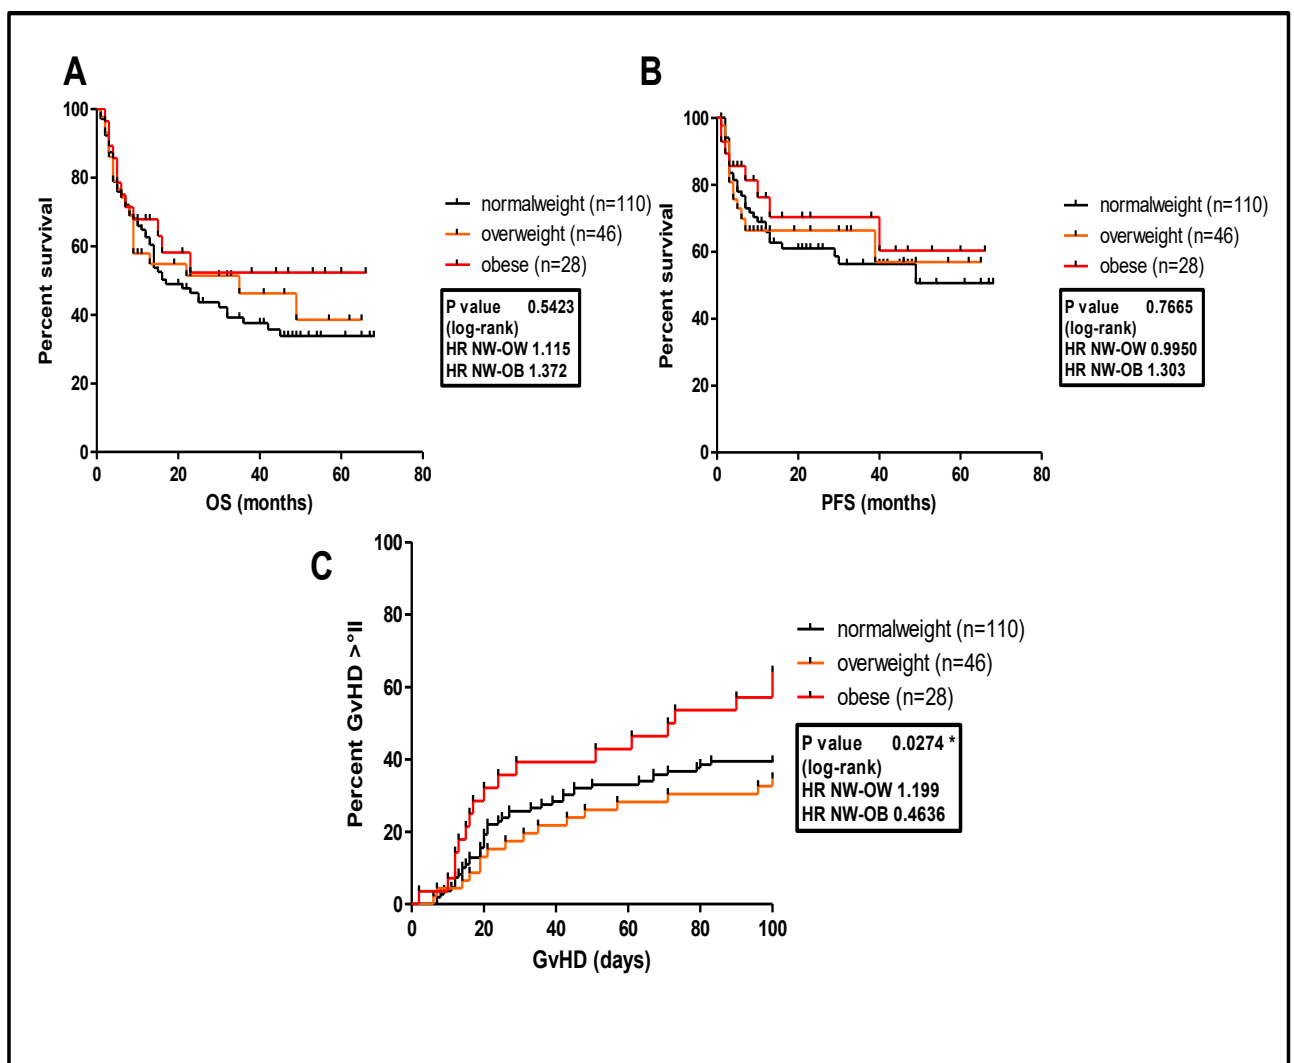 A
100
80
60
40
20
0
Percent survival
0 20 40 60 80
OS (months)
normalweight (n=110)
overweight (n=46)
obese (n=28)
P value 0.5423
(log-rank)
HR NW-OW 1.115
HR NW-OB 1.372
B
100
80
60
40
20
0
Percent survival
0 20 40 60 80
PFS (months)
normalweight (n=110)
overweight (n=46)
obese (n=28)
P value 0.7665
(log-rank)
HR NW-OW 0.9950
HR NW-OB 1.303
C
100
80
60
40
20
0
Percent GvHD >°II
0 20 40 60 80 100
GvHD (days)
normalweight (n=110)
overweight (n=46)
obese (n=28)
P value 0.0274 *
(log-rank)
HR NW-OW 1.199
HR NW-OB 0.4636